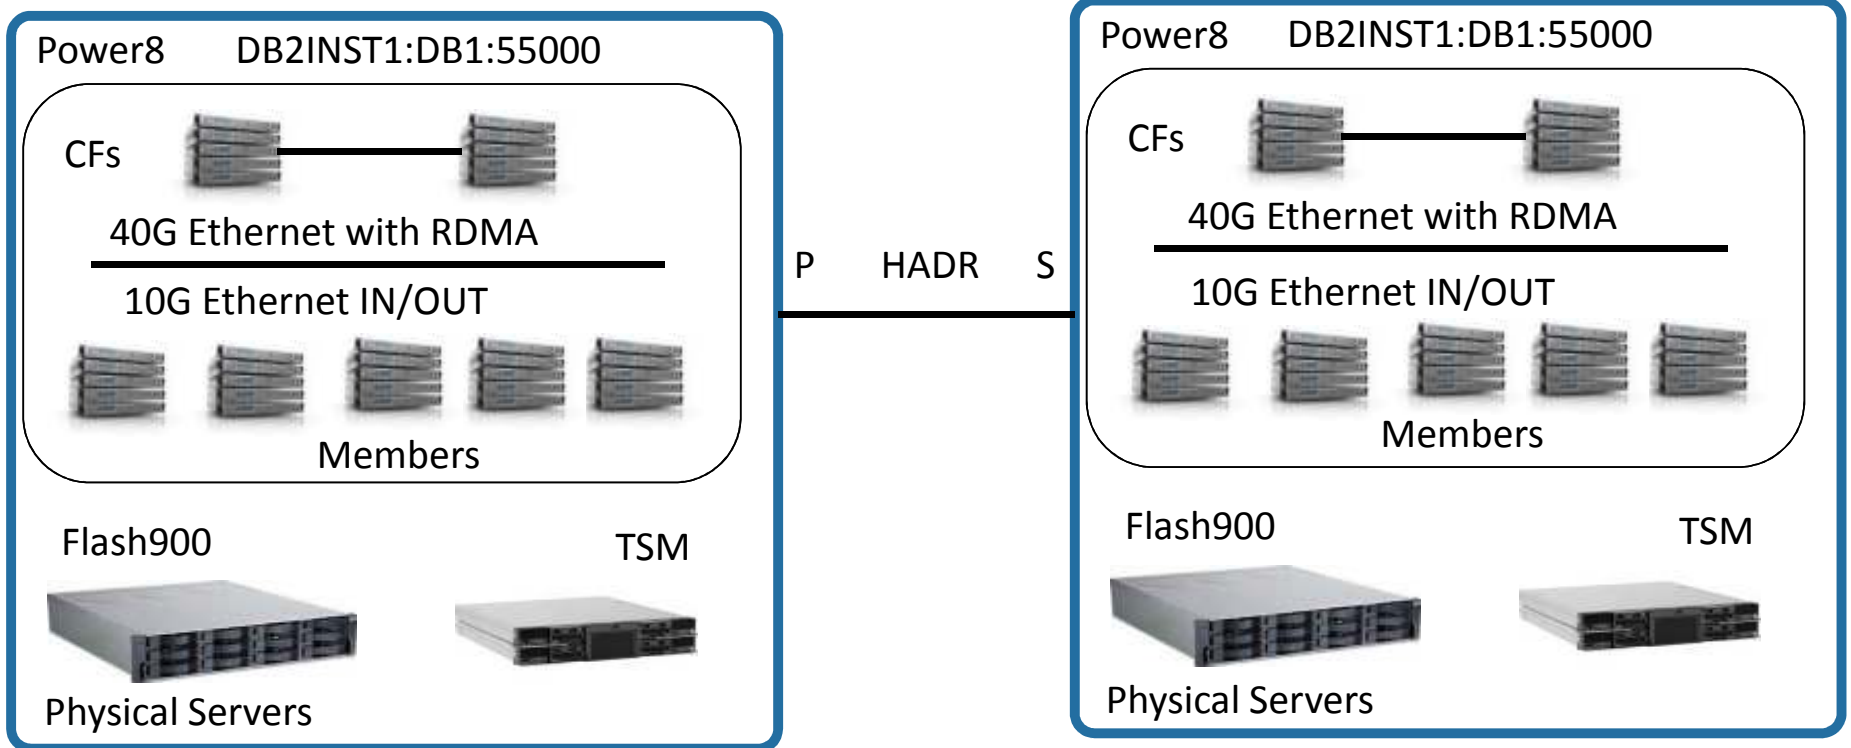 Power8 DB2INST1:DB1:55000
CFs
40G Ethernet with RDMA
10G Ethernet IN/OUT
Members
Flash900 TSM
Physical Servers
P HADR S
Power8 DB2INST1:DB1:55000
CFs
40G Ethernet with RDMA
10G Ethernet IN/OUT
Members
Flash900 TSM
Physical Servers